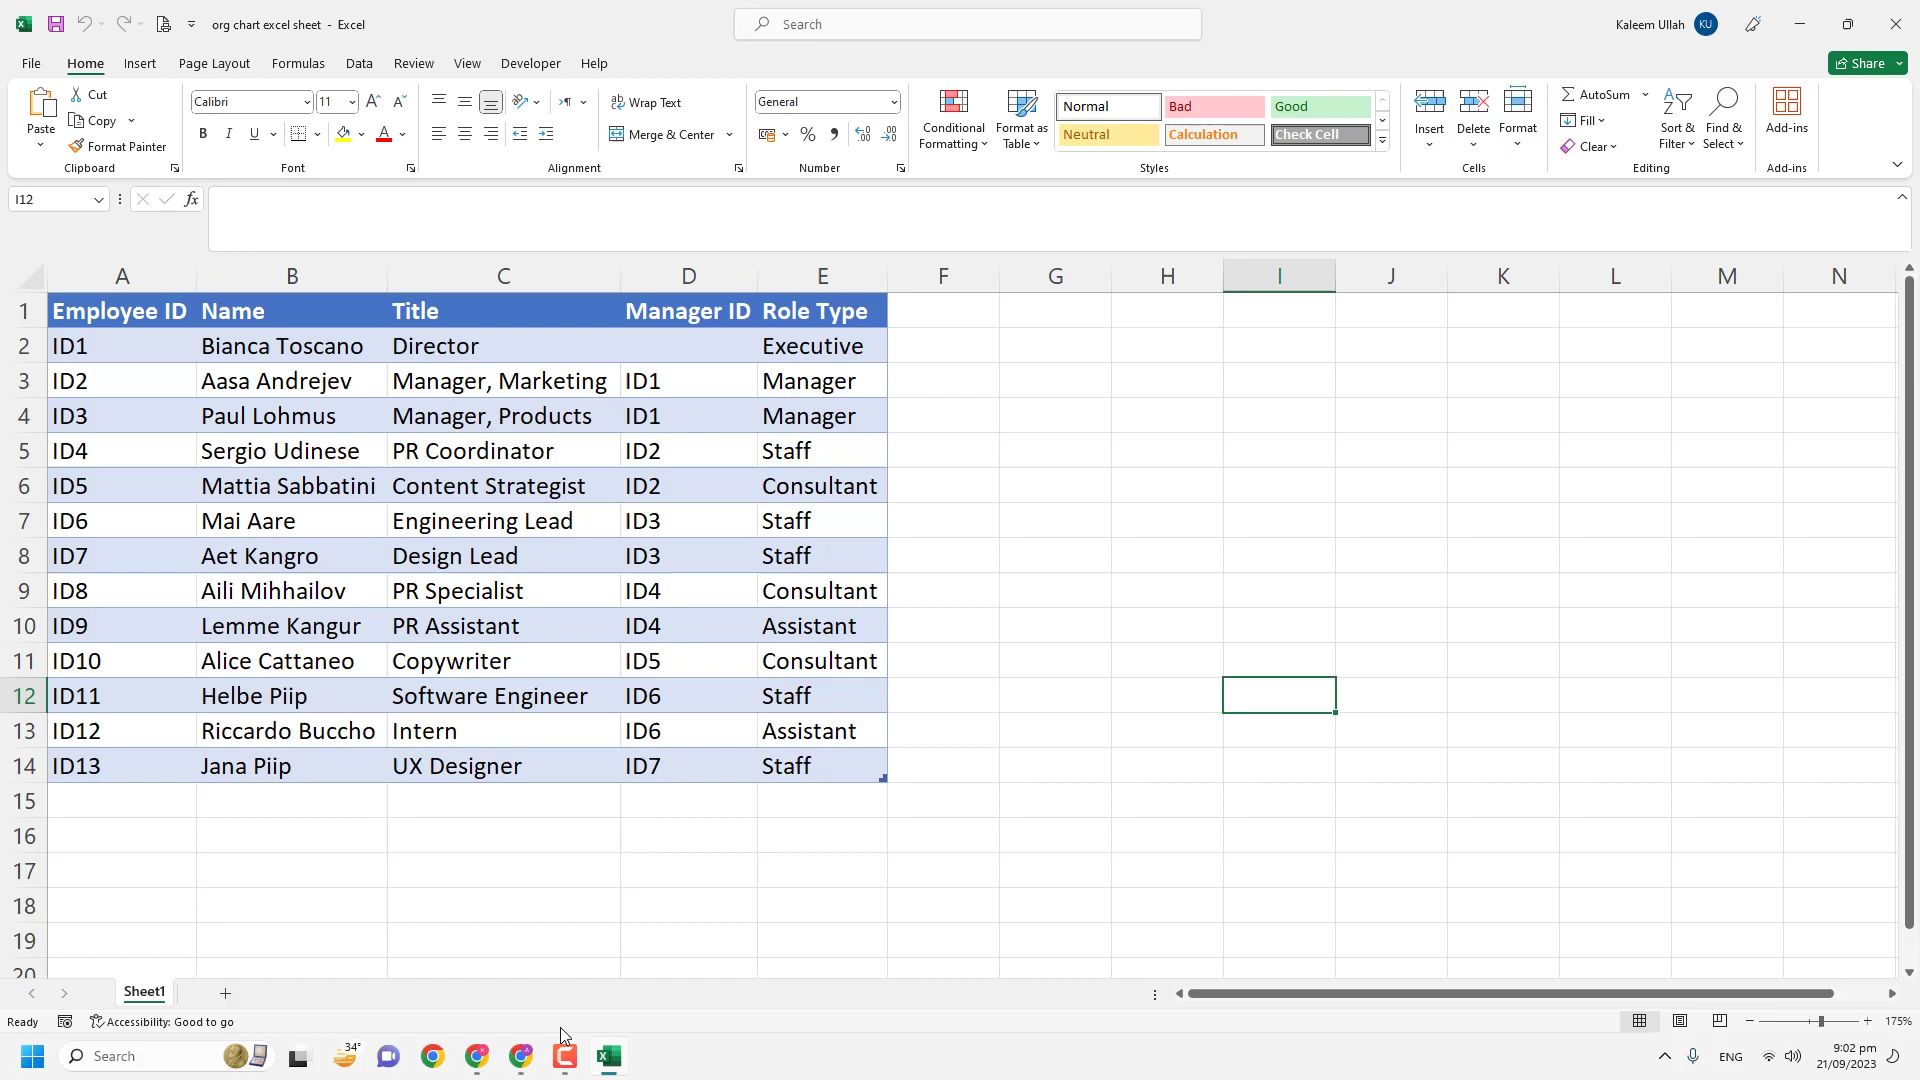 org chart excel sheet - Excel
Search
Kaleem Ullah KU
File Home Insert Page Layout Formulas Data Review View Developer Help
Share
Paste
Cut
Copy
Format Painter
Clipboard
Calibri 11
B I U
Font
Wrap Text
Merge & Center
Alignment
General
Number
Conditional Formatting
Format as Table
Normal Bad Good
Neutral Calculation Check Cell
Styles
Insert Delete Format
Cells
AutoSum
Fill
Clear
Sort & Filter
Find & Select
Editing
Add-ins
Add-ins
I12
fx
A B C D E F G H I J K L M N
1 Employee ID Name Title Manager ID Role Type
2 ID1 Bianca Toscano Director Executive
3 ID2 Aasa Andrejev Manager, Marketing ID1 Manager
4 ID3 Paul Lohmus Manager, Products ID1 Manager
5 ID4 Sergio Udinese PR Coordinator ID2 Staff
6 ID5 Mattia Sabbatini Content Strategist ID2 Consultant
7 ID6 Mai Aare Engineering Lead ID3 Staff
8 ID7 Aet Kangro Design Lead ID3 Staff
9 ID8 Aili Mihhailov PR Specialist ID4 Consultant
10 ID9 Lemme Kangur PR Assistant ID4 Assistant
11 ID10 Alice Cattaneo Copywriter ID5 Consultant
12 ID11 Helbe Piip Software Engineer ID6 Staff
13 ID12 Riccardo Buccho Intern ID6 Assistant
14 ID13 Jana Piip UX Designer ID7 Staff
15
16
17
18
19
20
Sheet1
Ready
Accessibility: Good to go
175%
Search
34°
ENG
9:02 pm
21/09/2023